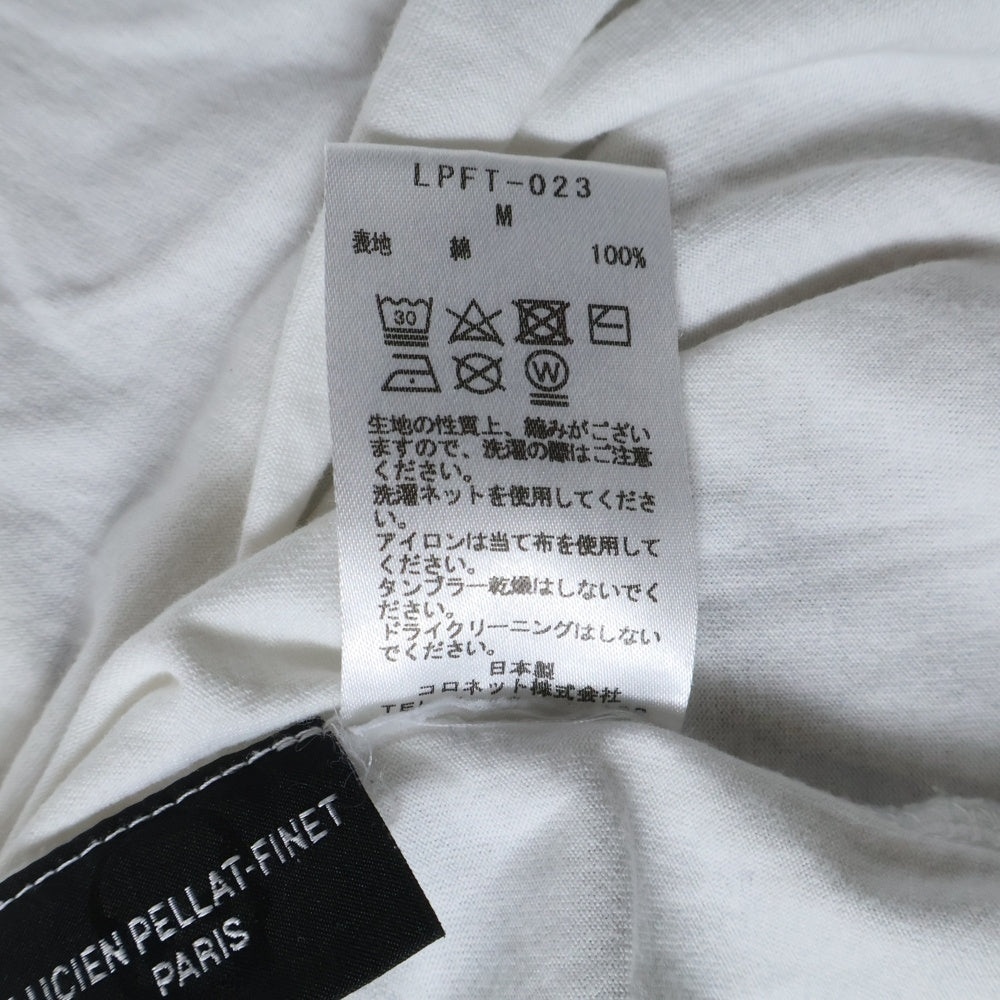 LPFT-023
M
表地 綿 100%
30
W
生地の性質上、縮みがござい
ますので、洗濯の際はご注意
ください。
洗濯ネットを使用してくださ
い。
アイロンは当て布を使用して
ください。
タンブラー乾燥はしないでく
ださい。
ドライクリーニングはしない
でください。
日本製
コロネット株式会社
TEL
LUCIEN PELLAT-FINET
PARIS